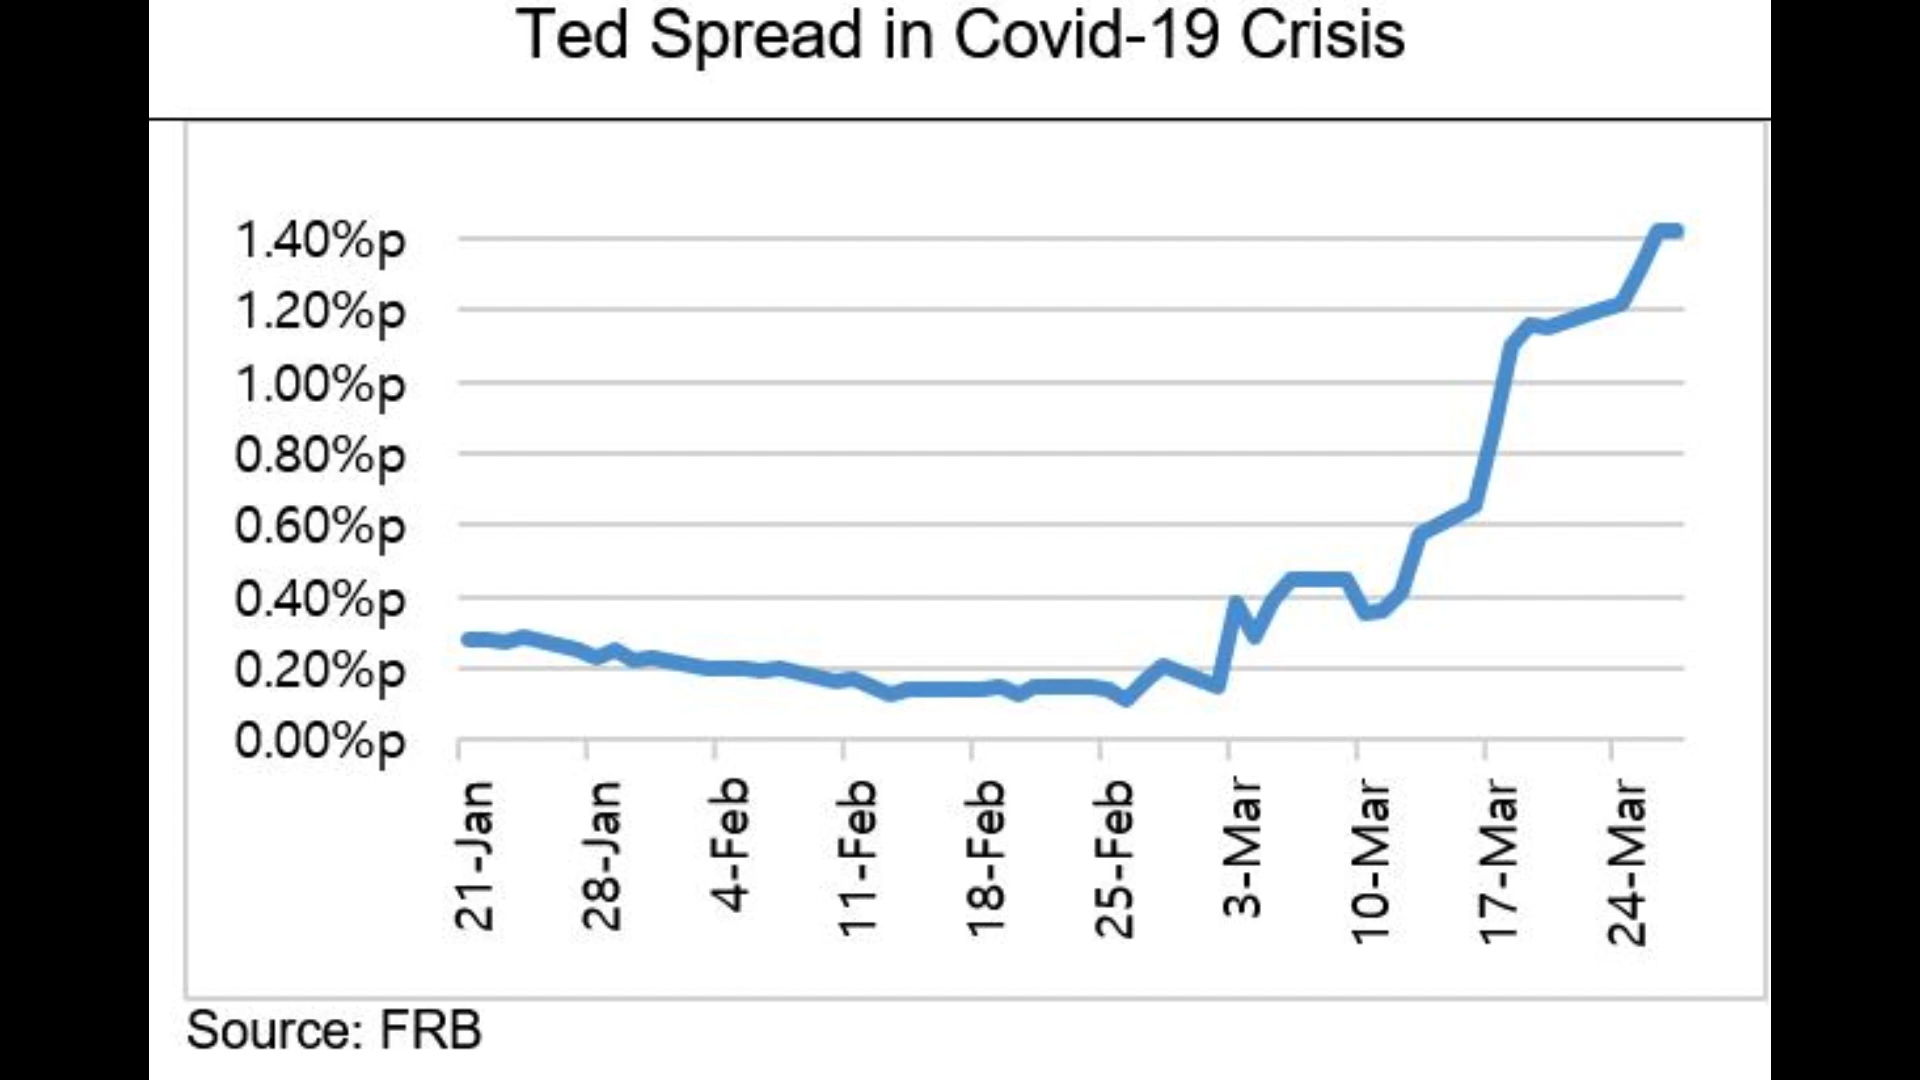 Ted Spread in Covid-19 Crisis
1.40%p
1.20%p
1.00%p
0.80%p
0.60%p
0.40%p
0.20%p
0.00%p
21-Jan
28-Jan
4-Feb
11-Feb
18-Feb
25-Feb
3-Mar
10-Mar
17-Mar
24-Mar
Source: FRB